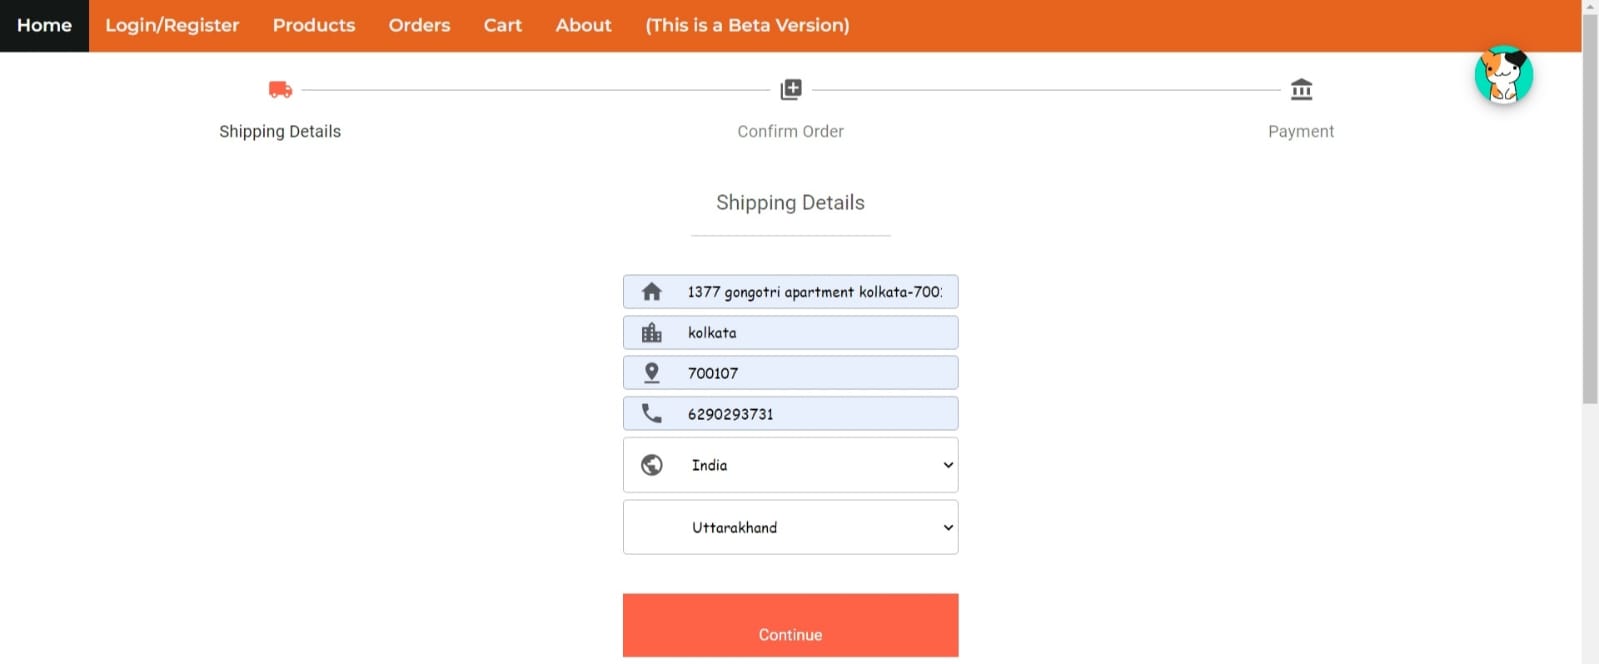 Home Login/Register Products Orders Cart About (This is a Beta Version)
Shipping Details Confirm Order Payment
Shipping Details
1377 gongotri apartment kolkata-700
kolkata
700107
6290293731
India
Uttarakhand
Continue